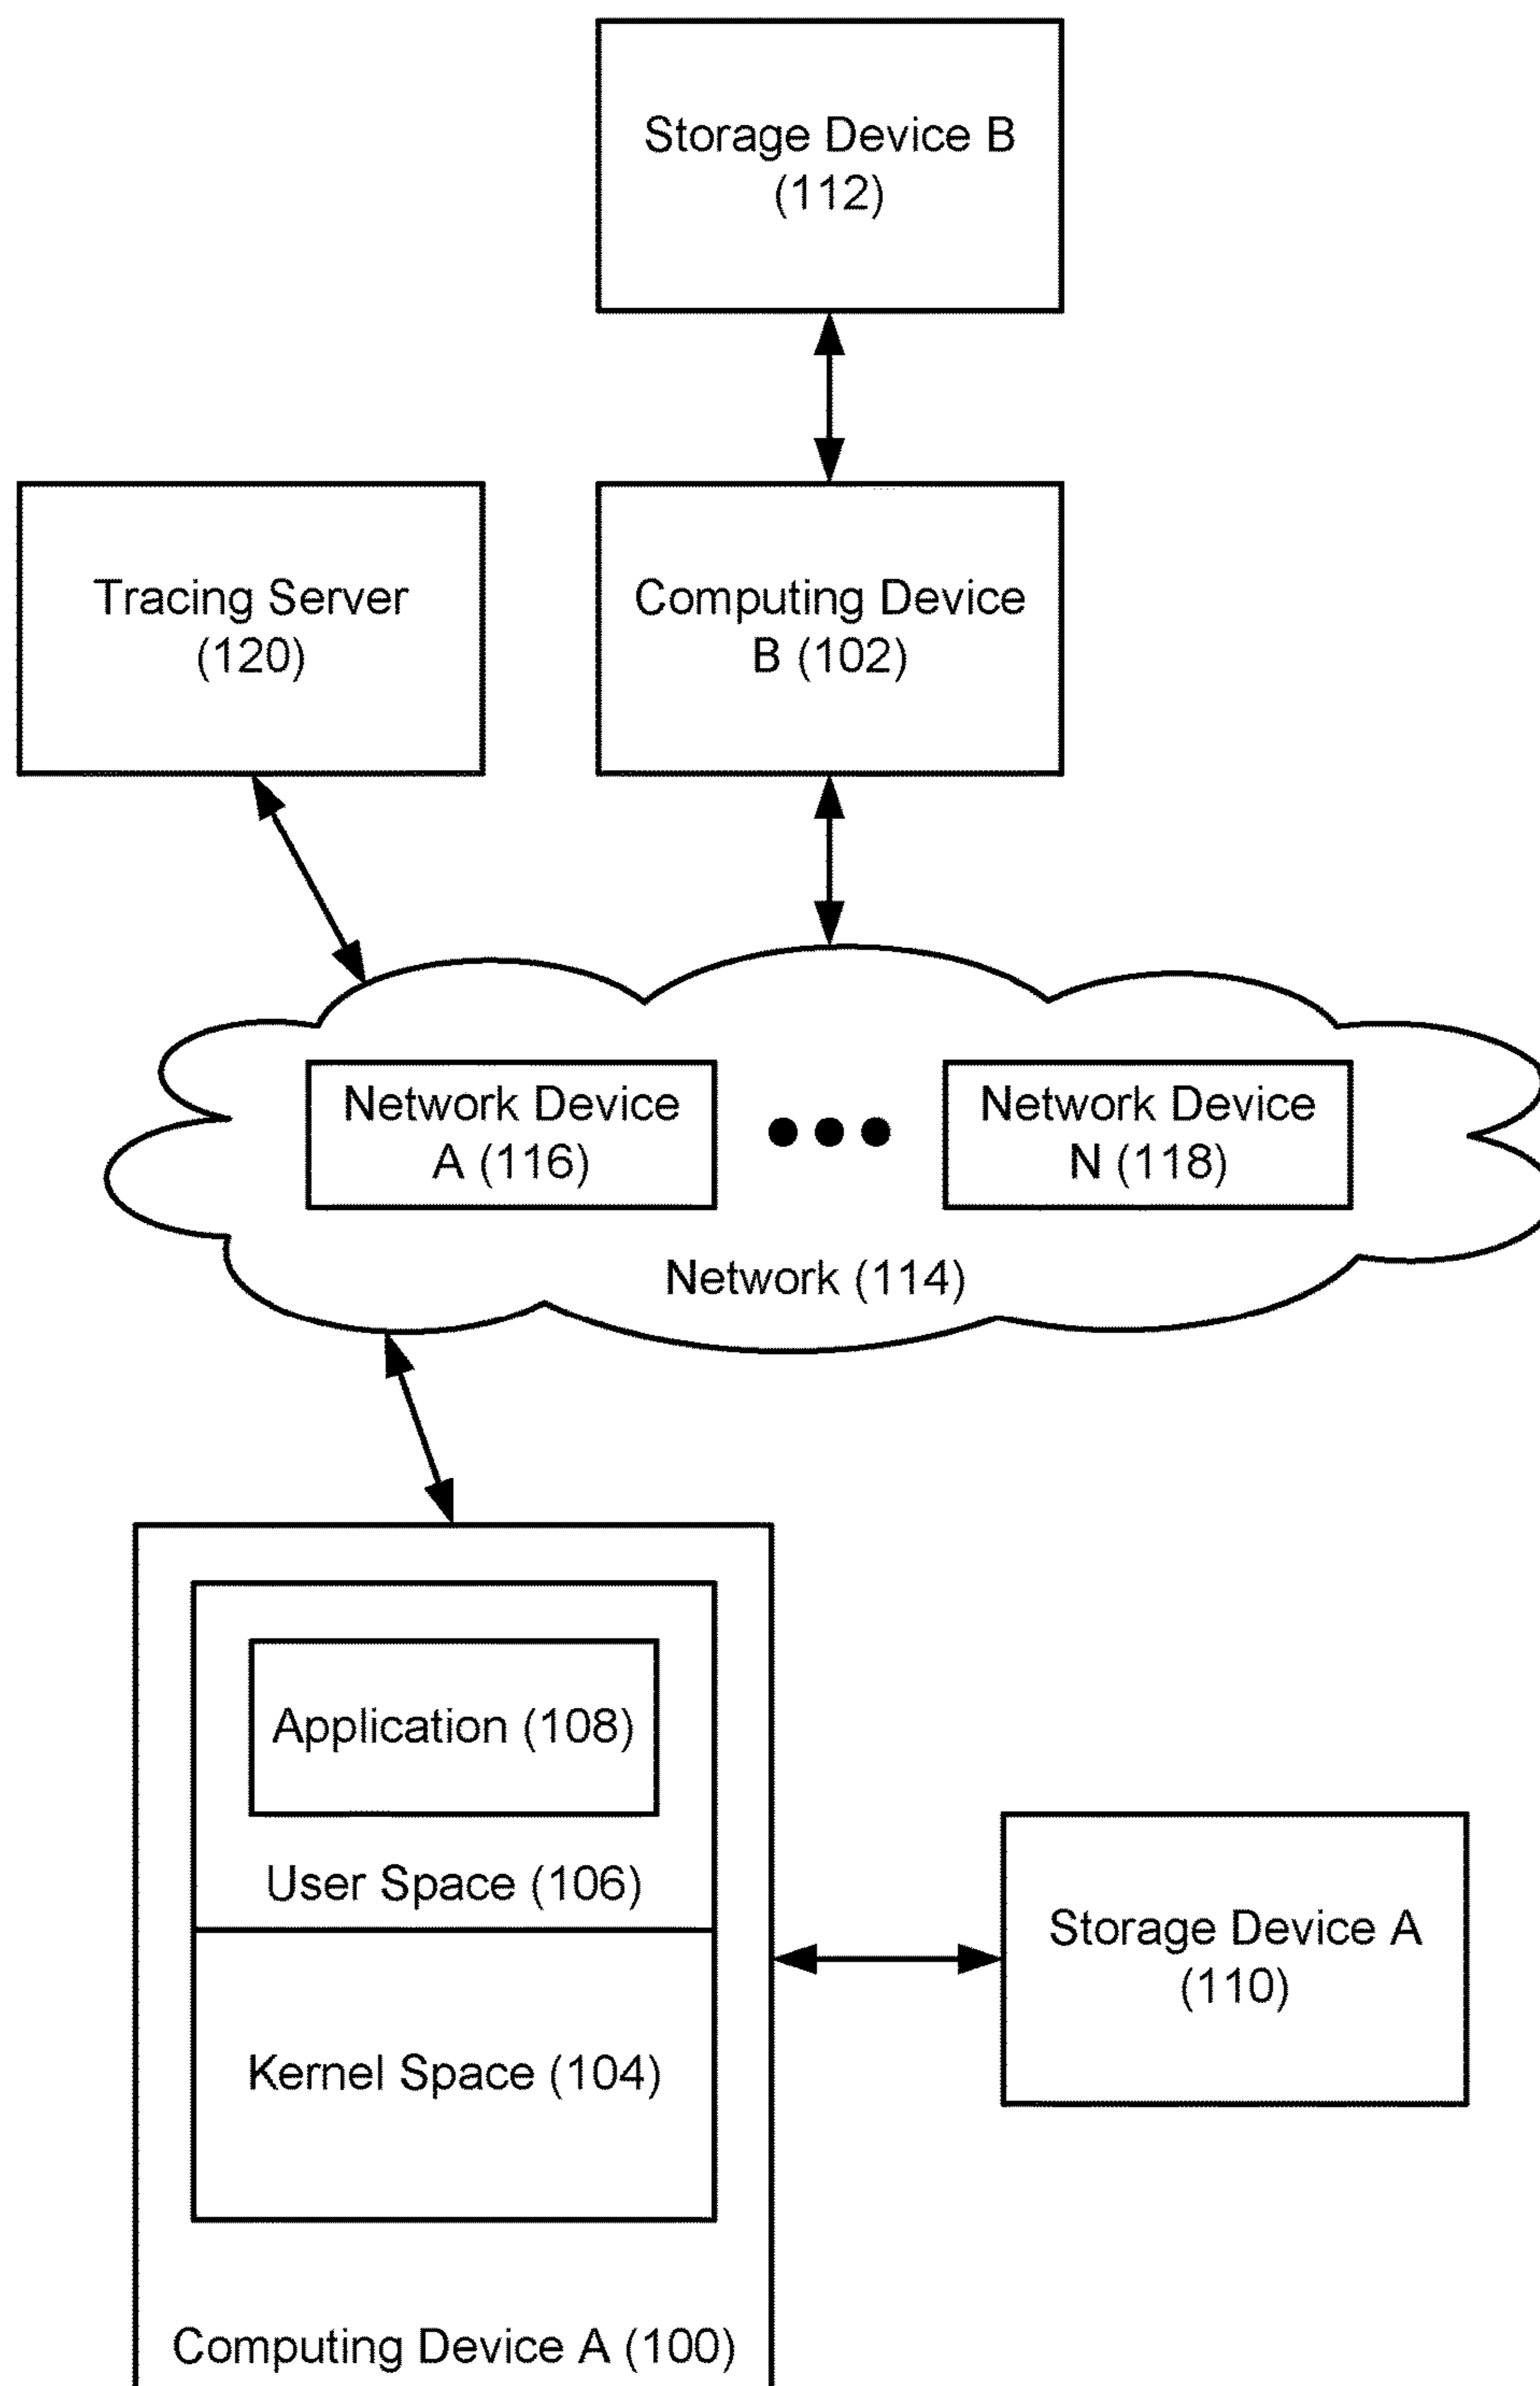 Storage Device B
(112)
Tracing Server
(120)
Computing Device
B (102)
Network Device
A (116)
Network Device
N (118)
Network (114)
Application (108)
User Space (106)
Storage Device A
(110)
Kernel Space (104)
Computing Device A (100)